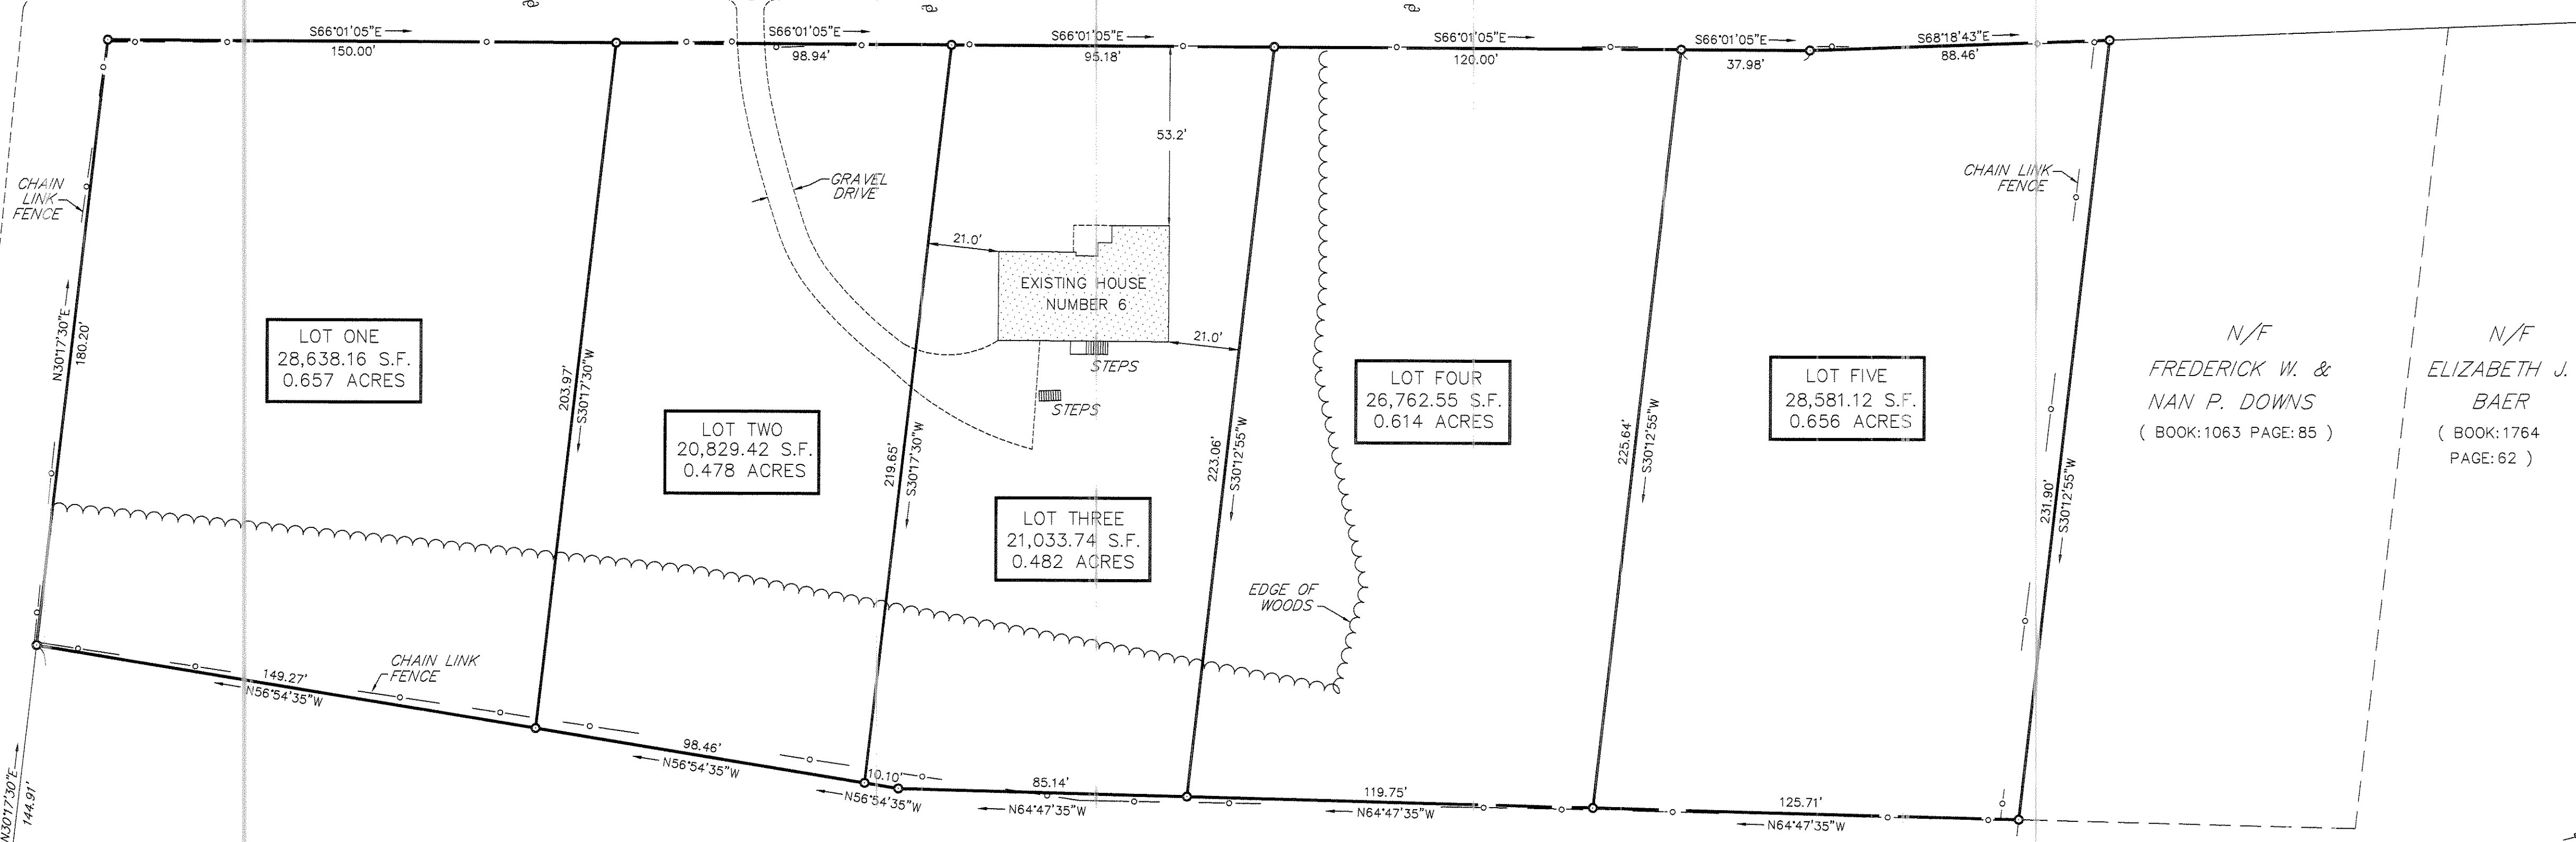 S66°01'05"E
150.00'
S66°01'05"E
98.94'
S66°01'05"E
95.18'
S66°01'05"E
120.00'
S66°01'05"E
37.98'
S68°18'43"E
88.46'
53.2'
CHAIN
LINK
FENCE
GRAVEL
DRIVE
CHAIN LINK
FENCE
21.0'
EXISTING HOUSE
NUMBER 6
21.0'
STEPS
STEPS
N30°17'30"E
180.20'
LOT ONE
28,638.16 S.F.
0.657 ACRES
203.97'
S30°17'30"W
LOT TWO
20,829.42 S.F.
0.478 ACRES
219.65'
S30°17'30"W
LOT THREE
21,033.74 S.F.
0.482 ACRES
223.06'
S30°12'55"W
LOT FOUR
26,762.55 S.F.
0.614 ACRES
225.64'
S30°12'55"W
LOT FIVE
28,581.12 S.F.
0.656 ACRES
231.90'
S30°12'55"W
N/F
FREDERICK W. &
NAN P. DOWNS
( BOOK:1063 PAGE:85 )
N/F
ELIZABETH J.
BAER
( BOOK:1764
PAGE:62 )
EDGE OF
WOODS
CHAIN LINK
FENCE
149.27'
N56°54'35"W
98.46'
N56°54'35"W
10.10'
N56°54'35"W
85.14'
N64°47'35"W
119.75'
N64°47'35"W
125.71'
N64°47'35"W
N30°17'30"E
144.91'